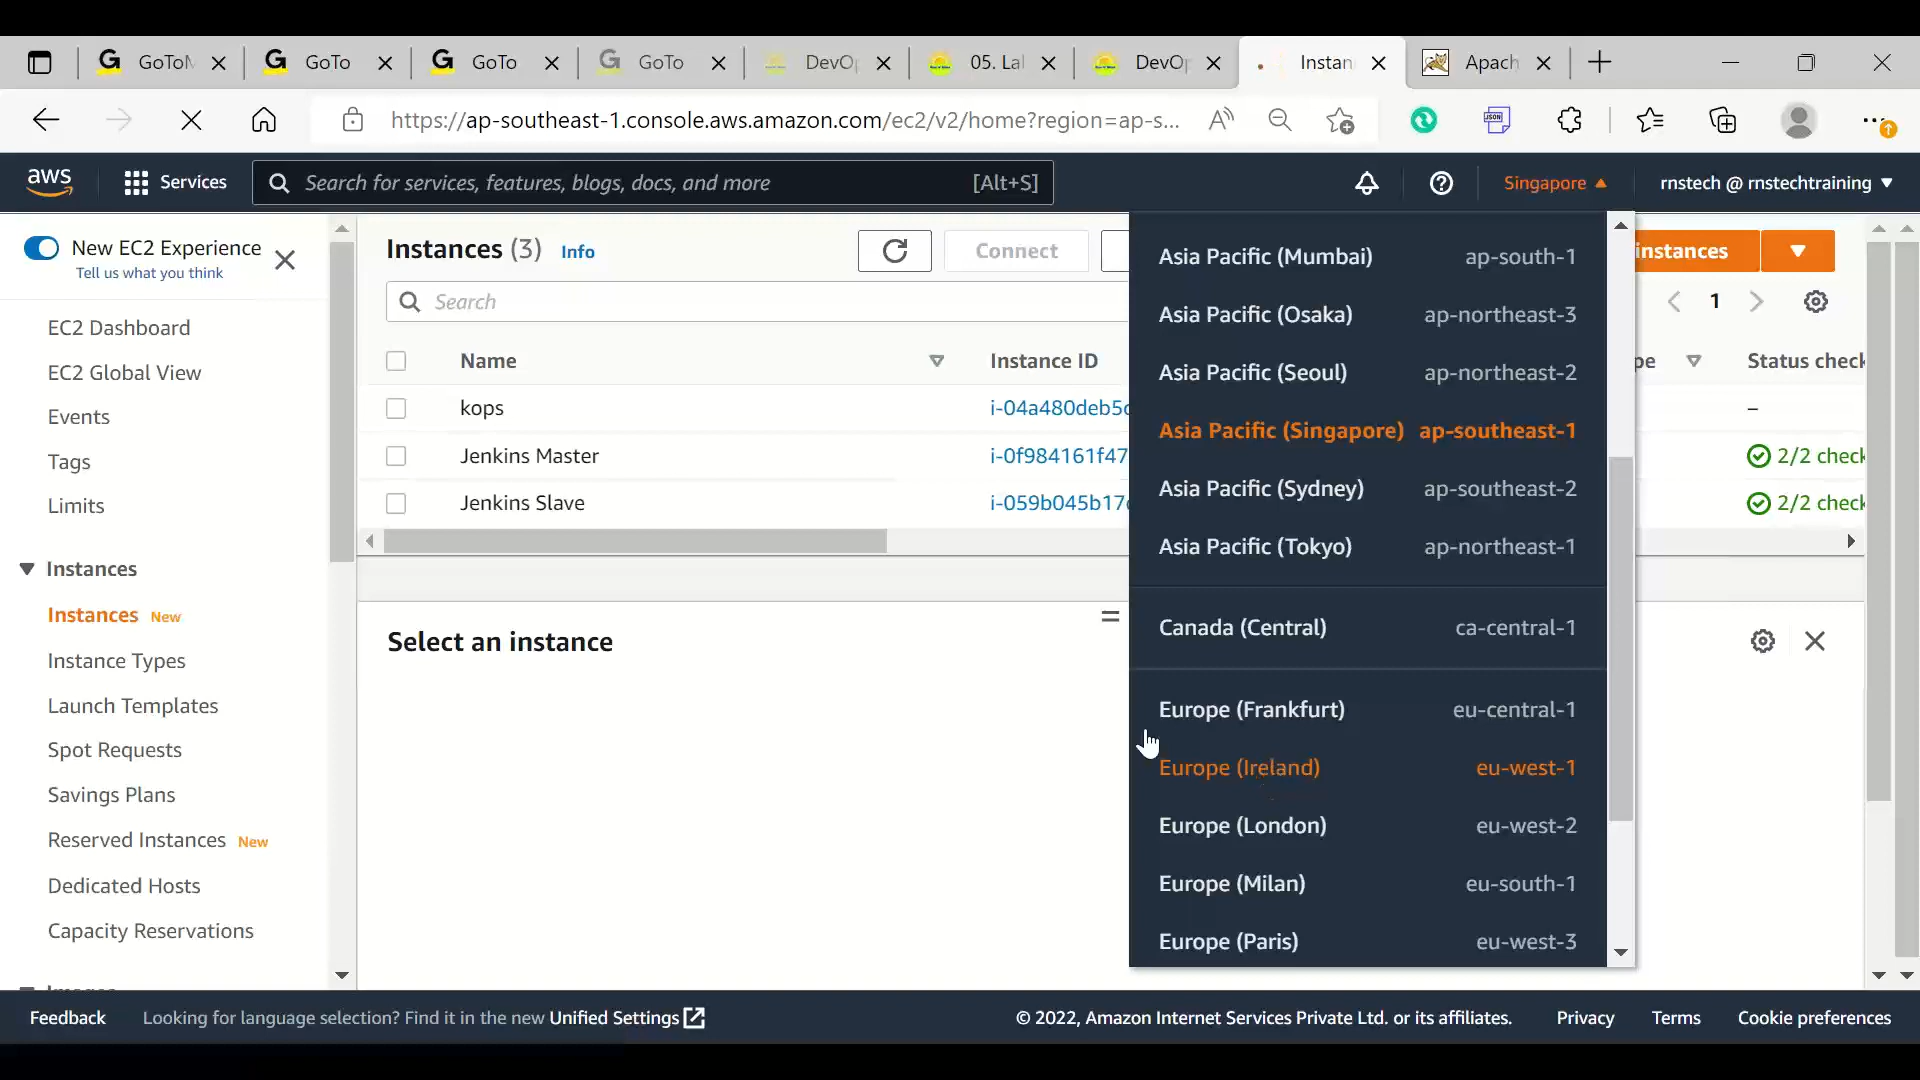 GoTo
GoTo
GoTo
GoTo
DevO
05. La
DevO
Instan
Apach
https://ap-southeast-1.console.aws.amazon.com/ec2/v2/home?region=ap-s...
JSON
aws
Services
Search for services, features, blogs, docs, and more
[Alt+S]
Singapore
rnstech @ rnstechtraining
New EC2 Experience
Tell us what you think
EC2 Dashboard
EC2 Global View
Events
Tags
Limits
Instances
Instances New
Instance Types
Launch Templates
Spot Requests
Savings Plans
Reserved Instances New
Dedicated Hosts
Capacity Reservations
Instances (3) Info
Connect
instances
Search
1
Name
Instance ID
pe
Status check
kops
i-04a480deb5c
–
Jenkins Master
i-0f984161f47
2/2 check
Jenkins Slave
i-059b045b17
2/2 check
Select an instance
Asia Pacific (Mumbai) ap-south-1
Asia Pacific (Osaka) ap-northeast-3
Asia Pacific (Seoul) ap-northeast-2
Asia Pacific (Singapore) ap-southeast-1
Asia Pacific (Sydney) ap-southeast-2
Asia Pacific (Tokyo) ap-northeast-1
Canada (Central) ca-central-1
Europe (Frankfurt) eu-central-1
Europe (Ireland) eu-west-1
Europe (London) eu-west-2
Europe (Milan) eu-south-1
Europe (Paris) eu-west-3
Feedback
Looking for language selection? Find it in the new Unified Settings
© 2022, Amazon Internet Services Private Ltd. or its affiliates.
Privacy
Terms
Cookie preferences